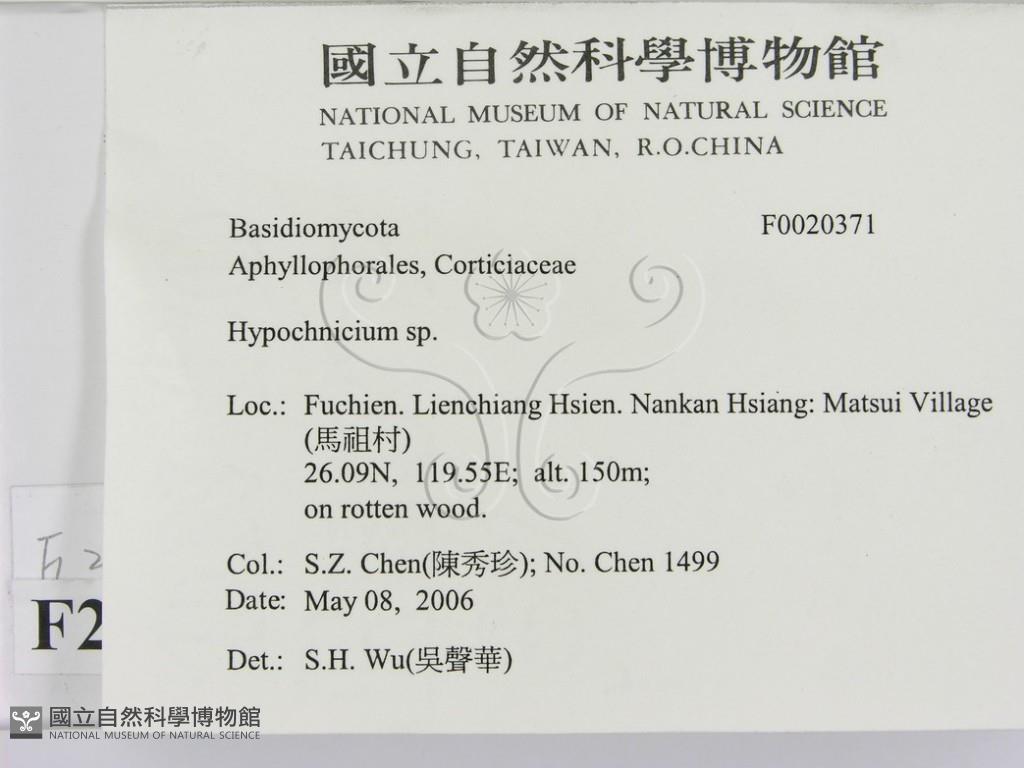 國立自然科學博物館
NATIONAL MUSEUM OF NATURAL SCIENCE
TAICHUNG, TAIWAN, R.O.CHINA
Basidiomycota F0020371
Aphyllophorales, Corticiaceae
Hypochnicium sp.
Loc.: Fuchien. Lienchiang Hsien. Nankan Hsiang: Matsui Village
(馬祖村)
26.09N, 119.55E; alt. 150m;
on rotten wood.
Col.: S.Z. Chen(陳秀珍); No. Chen 1499
Date: May 08, 2006
Det.: S.H. Wu(吳聲華)
F2
國立自然科學博物館
NATIONAL MUSEUM OF NATURAL SCIENCE